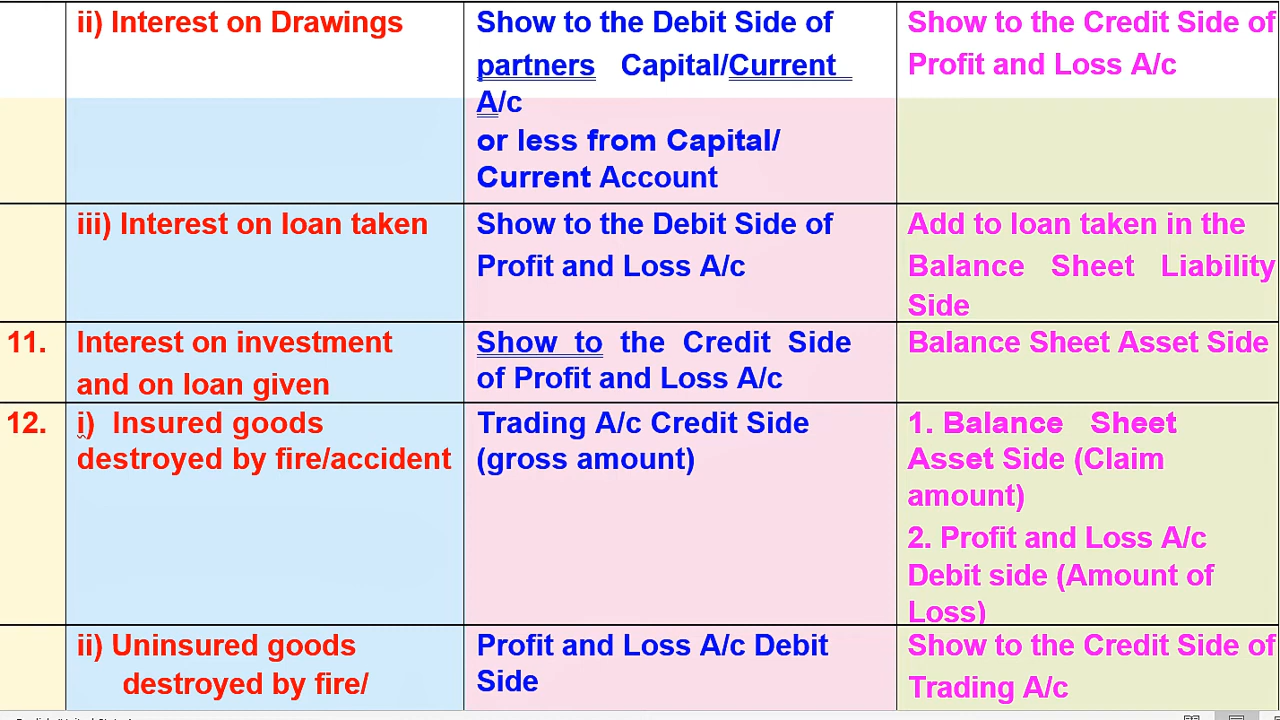 ii) Interest on Drawings
Show to the Debit Side of
partners Capital/Current
A/c
or less from Capital/
Current Account
Show to the Credit Side of
Profit and Loss A/c
iii) Interest on loan taken
Show to the Debit Side of
Profit and Loss A/c
Add to loan taken in the
Balance Sheet Liability
Side
11.
Interest on investment
and on loan given
Show to the Credit Side
of Profit and Loss A/c
Balance Sheet Asset Side
12.
i) Insured goods
destroyed by fire/accident
Trading A/c Credit Side
(gross amount)
1. Balance Sheet
Asset Side (Claim
amount)
2. Profit and Loss A/c
Debit side (Amount of
Loss)
ii) Uninsured goods
destroyed by fire/
Profit and Loss A/c Debit
Side
Show to the Credit Side of
Trading A/c